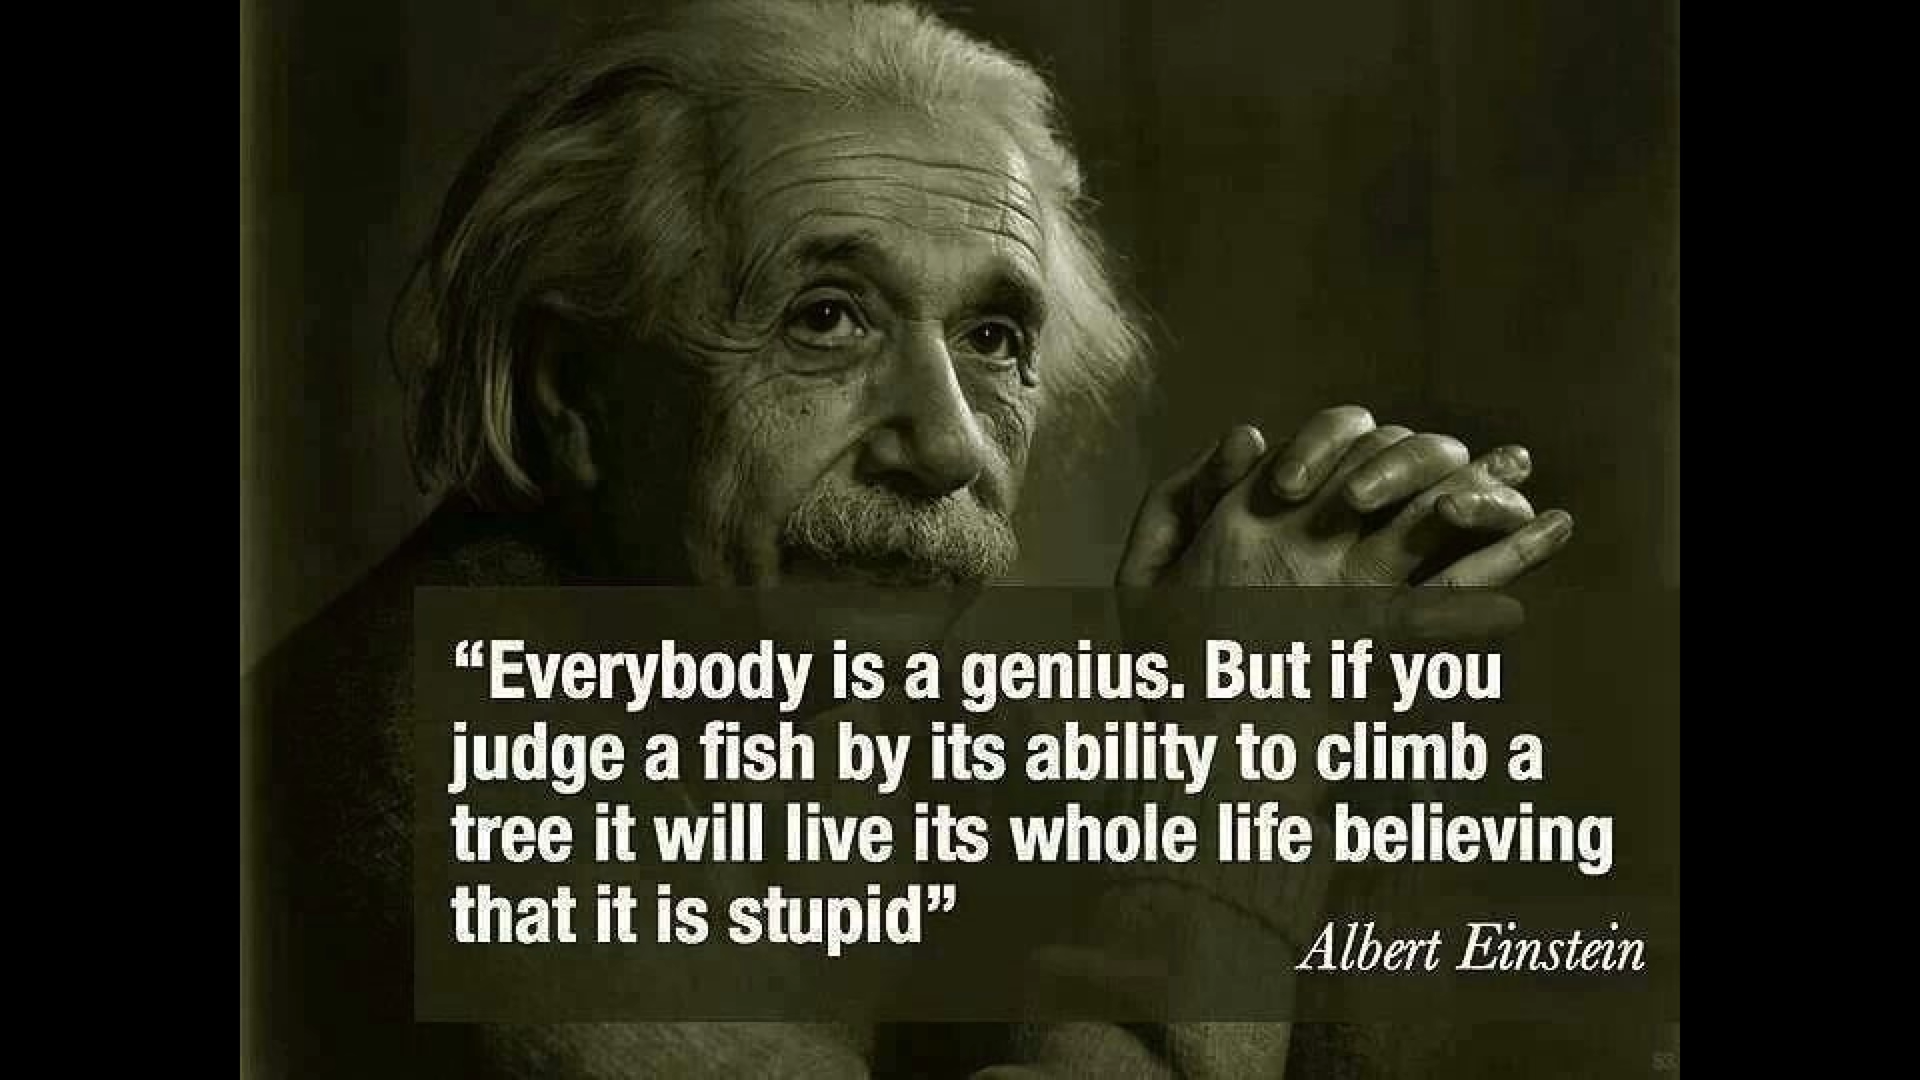 “Everybody is a genius. But if you
judge a fish by its ability to climb a
tree it will live its whole life believing
that it is stupid”
Albert Einstein